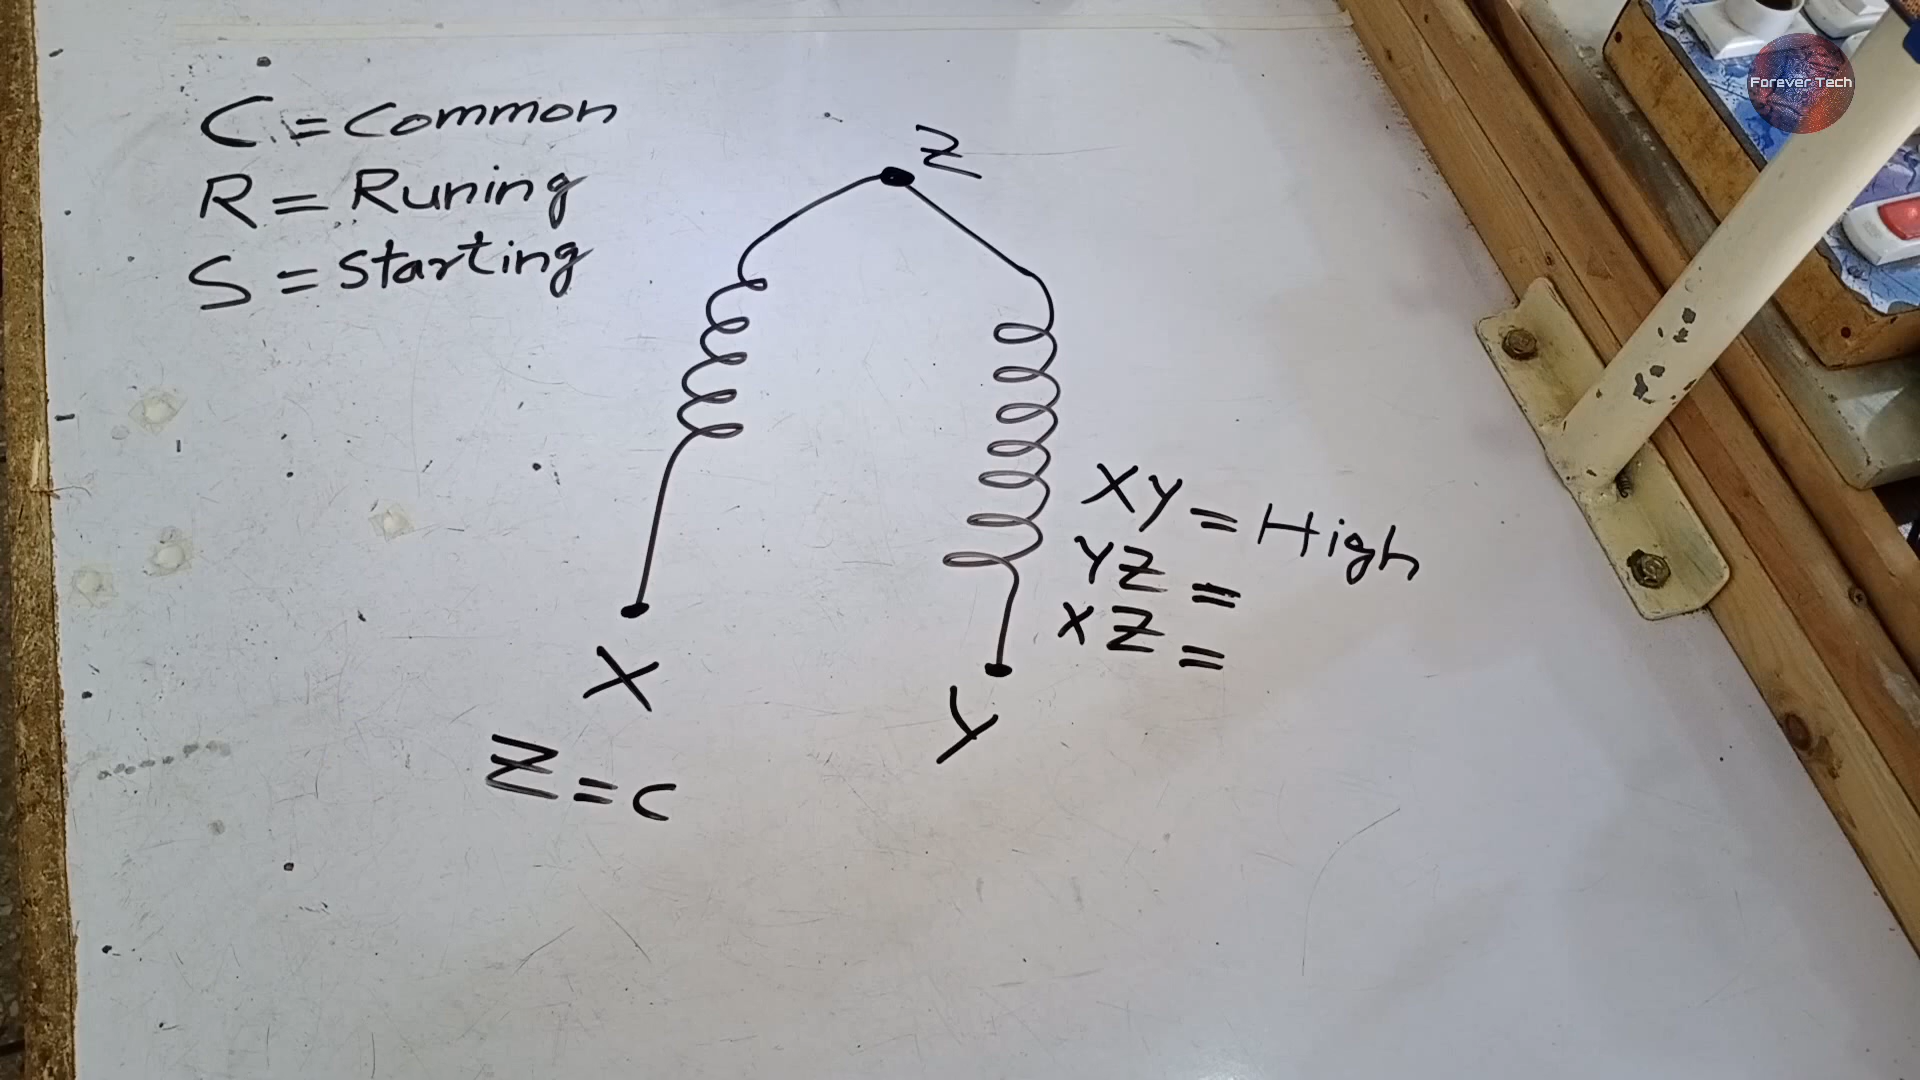 C = Common
R = Runing
S = Starting
Z
XY = High
YZ =
XZ =
X
Y
Z = C
Forever Tech